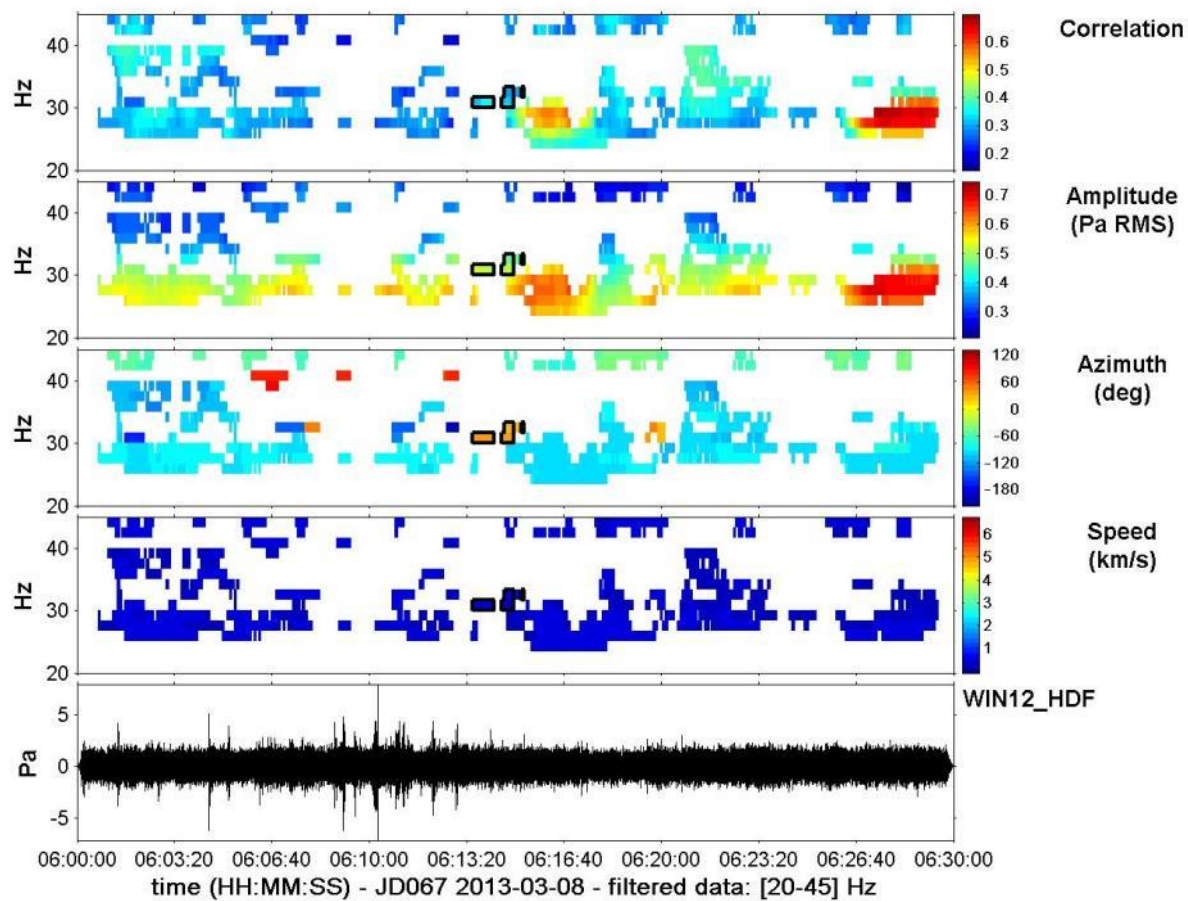 Correlation
Hz
40
30
20
0.6
0.5
0.4
0.3
0.2
Amplitude
(Pa RMS)
Hz
40
30
20
0.7
0.6
0.5
0.4
0.3
Azimuth
(deg)
Hz
40
30
20
120
60
0
-60
-120
-180
Speed
(km/s)
Hz
40
30
20
6
5
4
3
2
1
WIN12_HDF
Pa
5
0
-5
06:00:00 06:03:20 06:06:40 06:10:00 06:13:20 06:16:40 06:20:00 06:23:20 06:26:40 06:30:00
time (HH:MM:SS) - JD067 2013-03-08 - filtered data: [20-45] Hz